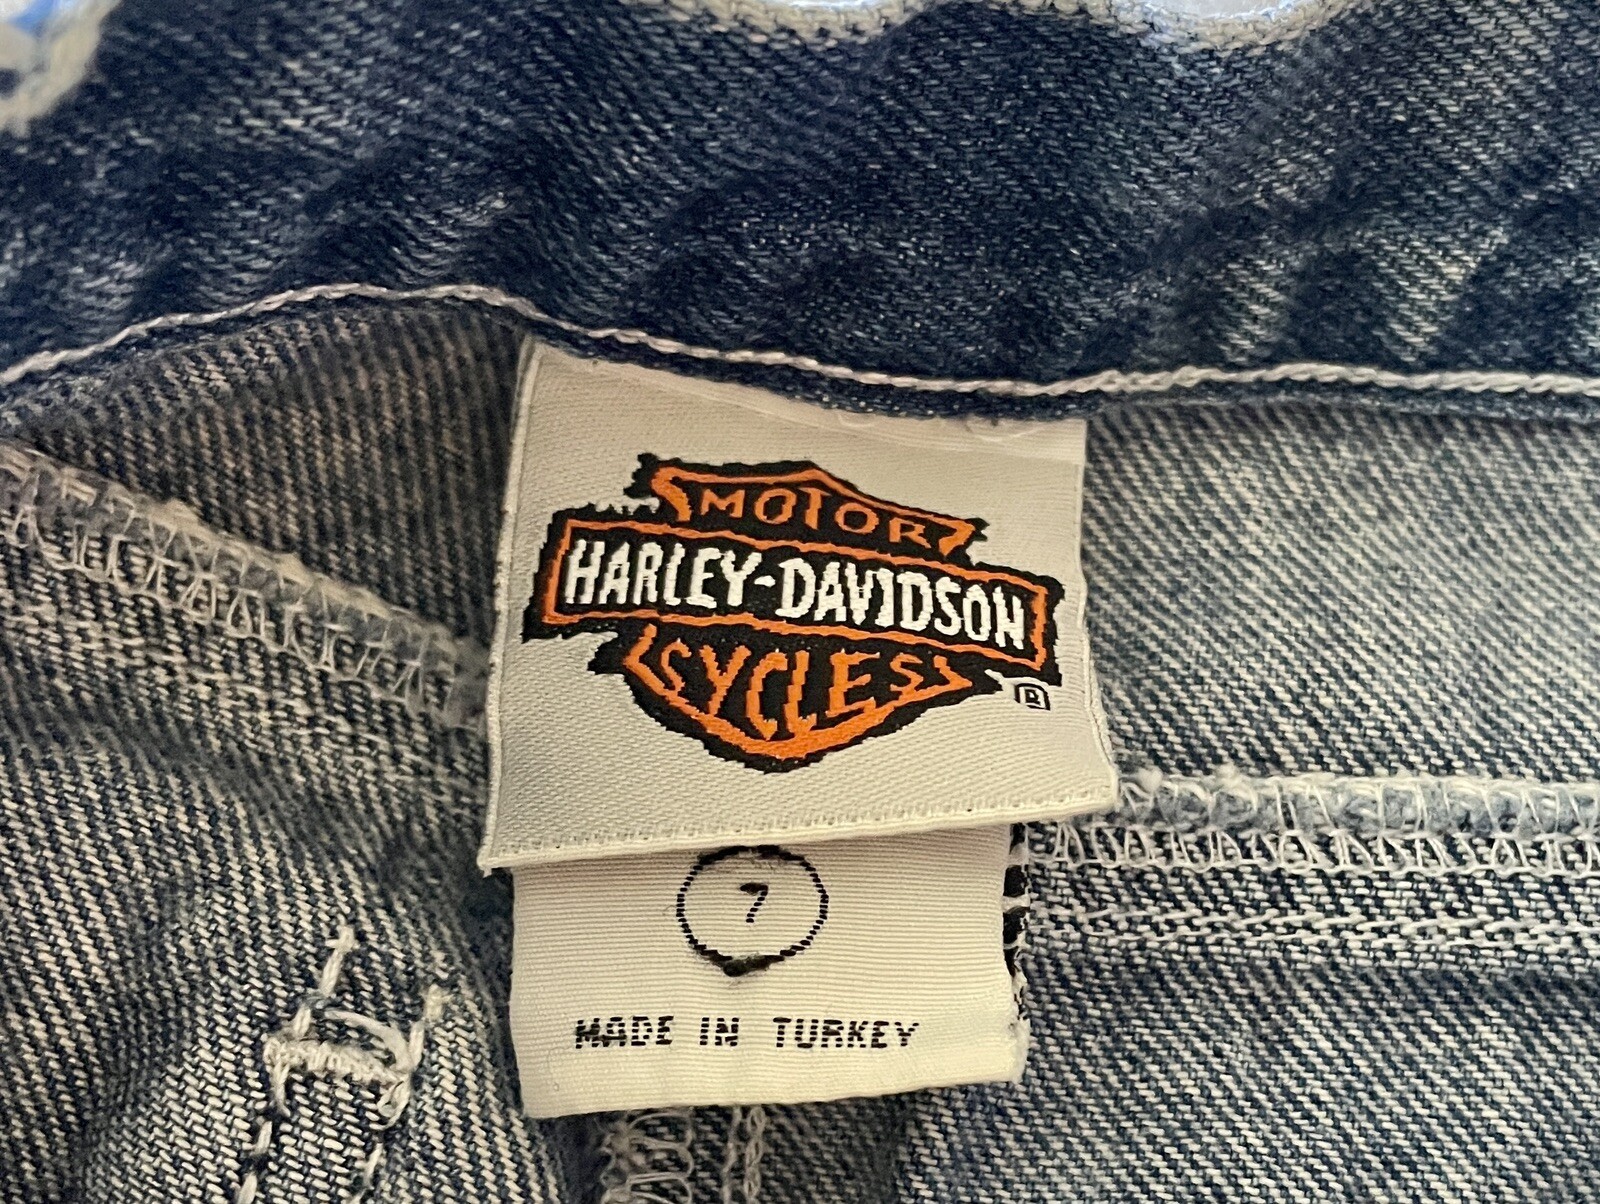 MOTOR
HARLEY-DAVIDSON
CYCLES
®
7
MADE IN TURKEY